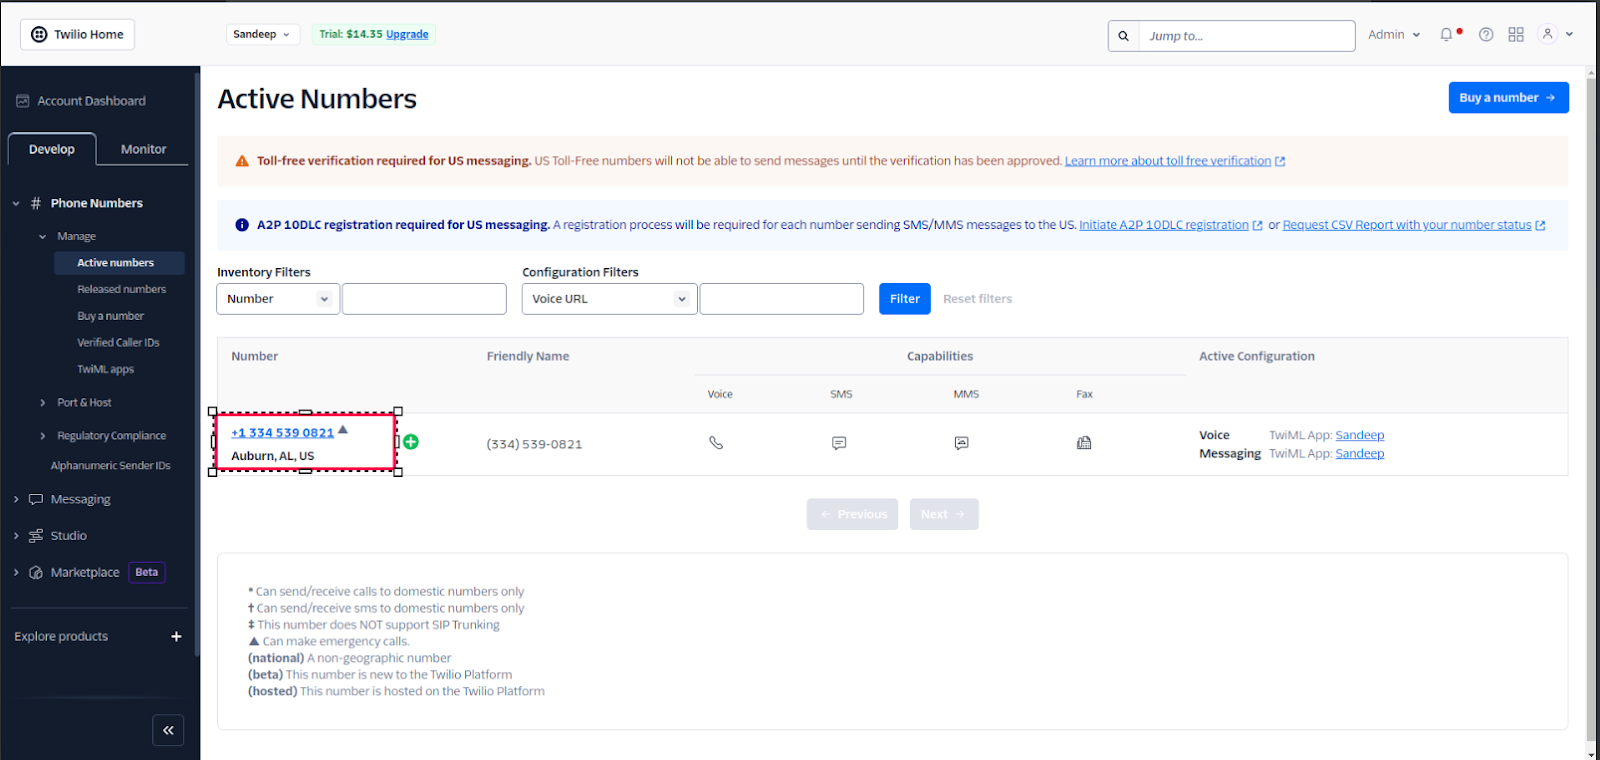 Twilio Home
Sandeep
Trial: $14.35 Upgrade
Jump to...
Admin
Account Dashboard
Develop
Monitor
# Phone Numbers
Manage
Active numbers
Released numbers
Buy a number
Verified Caller IDs
TwiML apps
Port & Host
Regulatory Compliance
Alphanumeric Sender IDs
Messaging
Studio
Marketplace Beta
Explore products +
Active Numbers
Buy a number →
Toll-free verification required for US messaging. US Toll-Free numbers will not be able to send messages until the verification has been approved. Learn more about toll free verification
A2P 10DLC registration required for US messaging. A registration process will be required for each number sending SMS/MMS messages to the US. Initiate A2P 10DLC registration or Request CSV Report with your number status
Inventory Filters
Configuration Filters
Number
Voice URL
Filter
Reset filters
Number
Friendly Name
Capabilities
Active Configuration
Voice
SMS
MMS
Fax
+1 334 539 0821 ▲
Auburn, AL, US
(334) 539-0821
Voice TwiML App: Sandeep
Messaging TwiML App: Sandeep
← Previous
Next →
* Can send/receive calls to domestic numbers only
† Can send/receive sms to domestic numbers only
‡ This number does NOT support SIP Trunking
▲ Can make emergency calls.
(national) A non-geographic number
(beta) This number is new to the Twilio Platform
(hosted) This number is hosted on the Twilio Platform